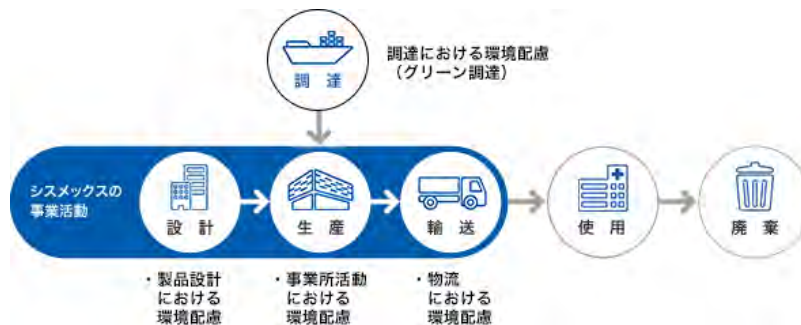 調 達
調達における環境配慮
（グリーン調達）
シスメックスの
事業活動
設 計
生 産
輸 送
使 用
廃 棄
・製品設計
における
環境配慮
・事業所活動
における
環境配慮
・物流
における
環境配慮